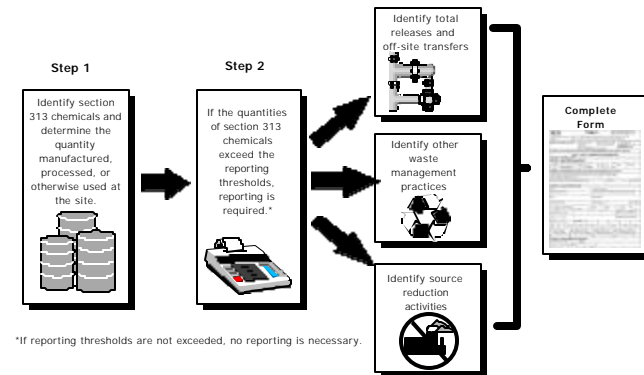 Step 1
Identify section
313 chemicals and
determine the
quantity
manufactured,
processed, or
otherwise used at
the site.
Step 2
If the quantities
of section 313
chemicals
exceed the
reporting
thresholds,
reporting is
required.*
Identify total
releases and
off-site transfers
Identify other
waste
management
practices
Identify source
reduction
activities
Complete
Form
*If reporting thresholds are not exceeded, no reporting is necessary.